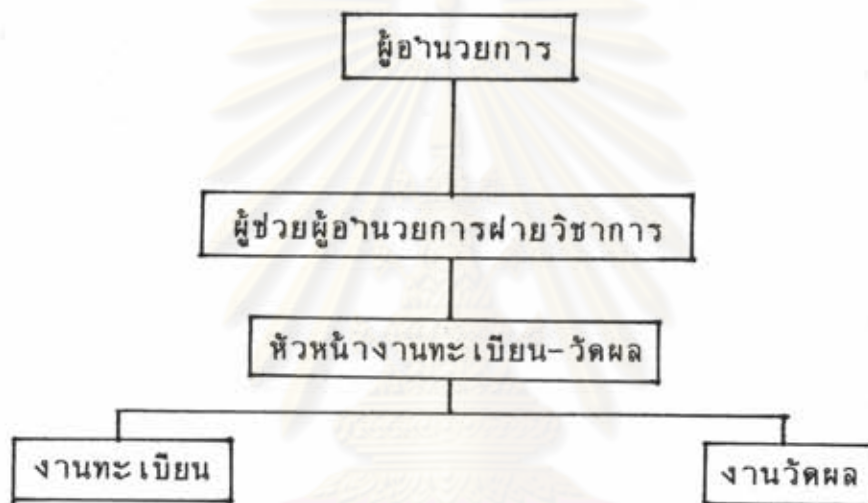 ผู้อำนวยการ
ผู้ช่วยผู้อำนวยการฝ่ายวิชาการ
หัวหน้างานทะเบียน-วัดผล
งานทะเบียน
งานวัดผล